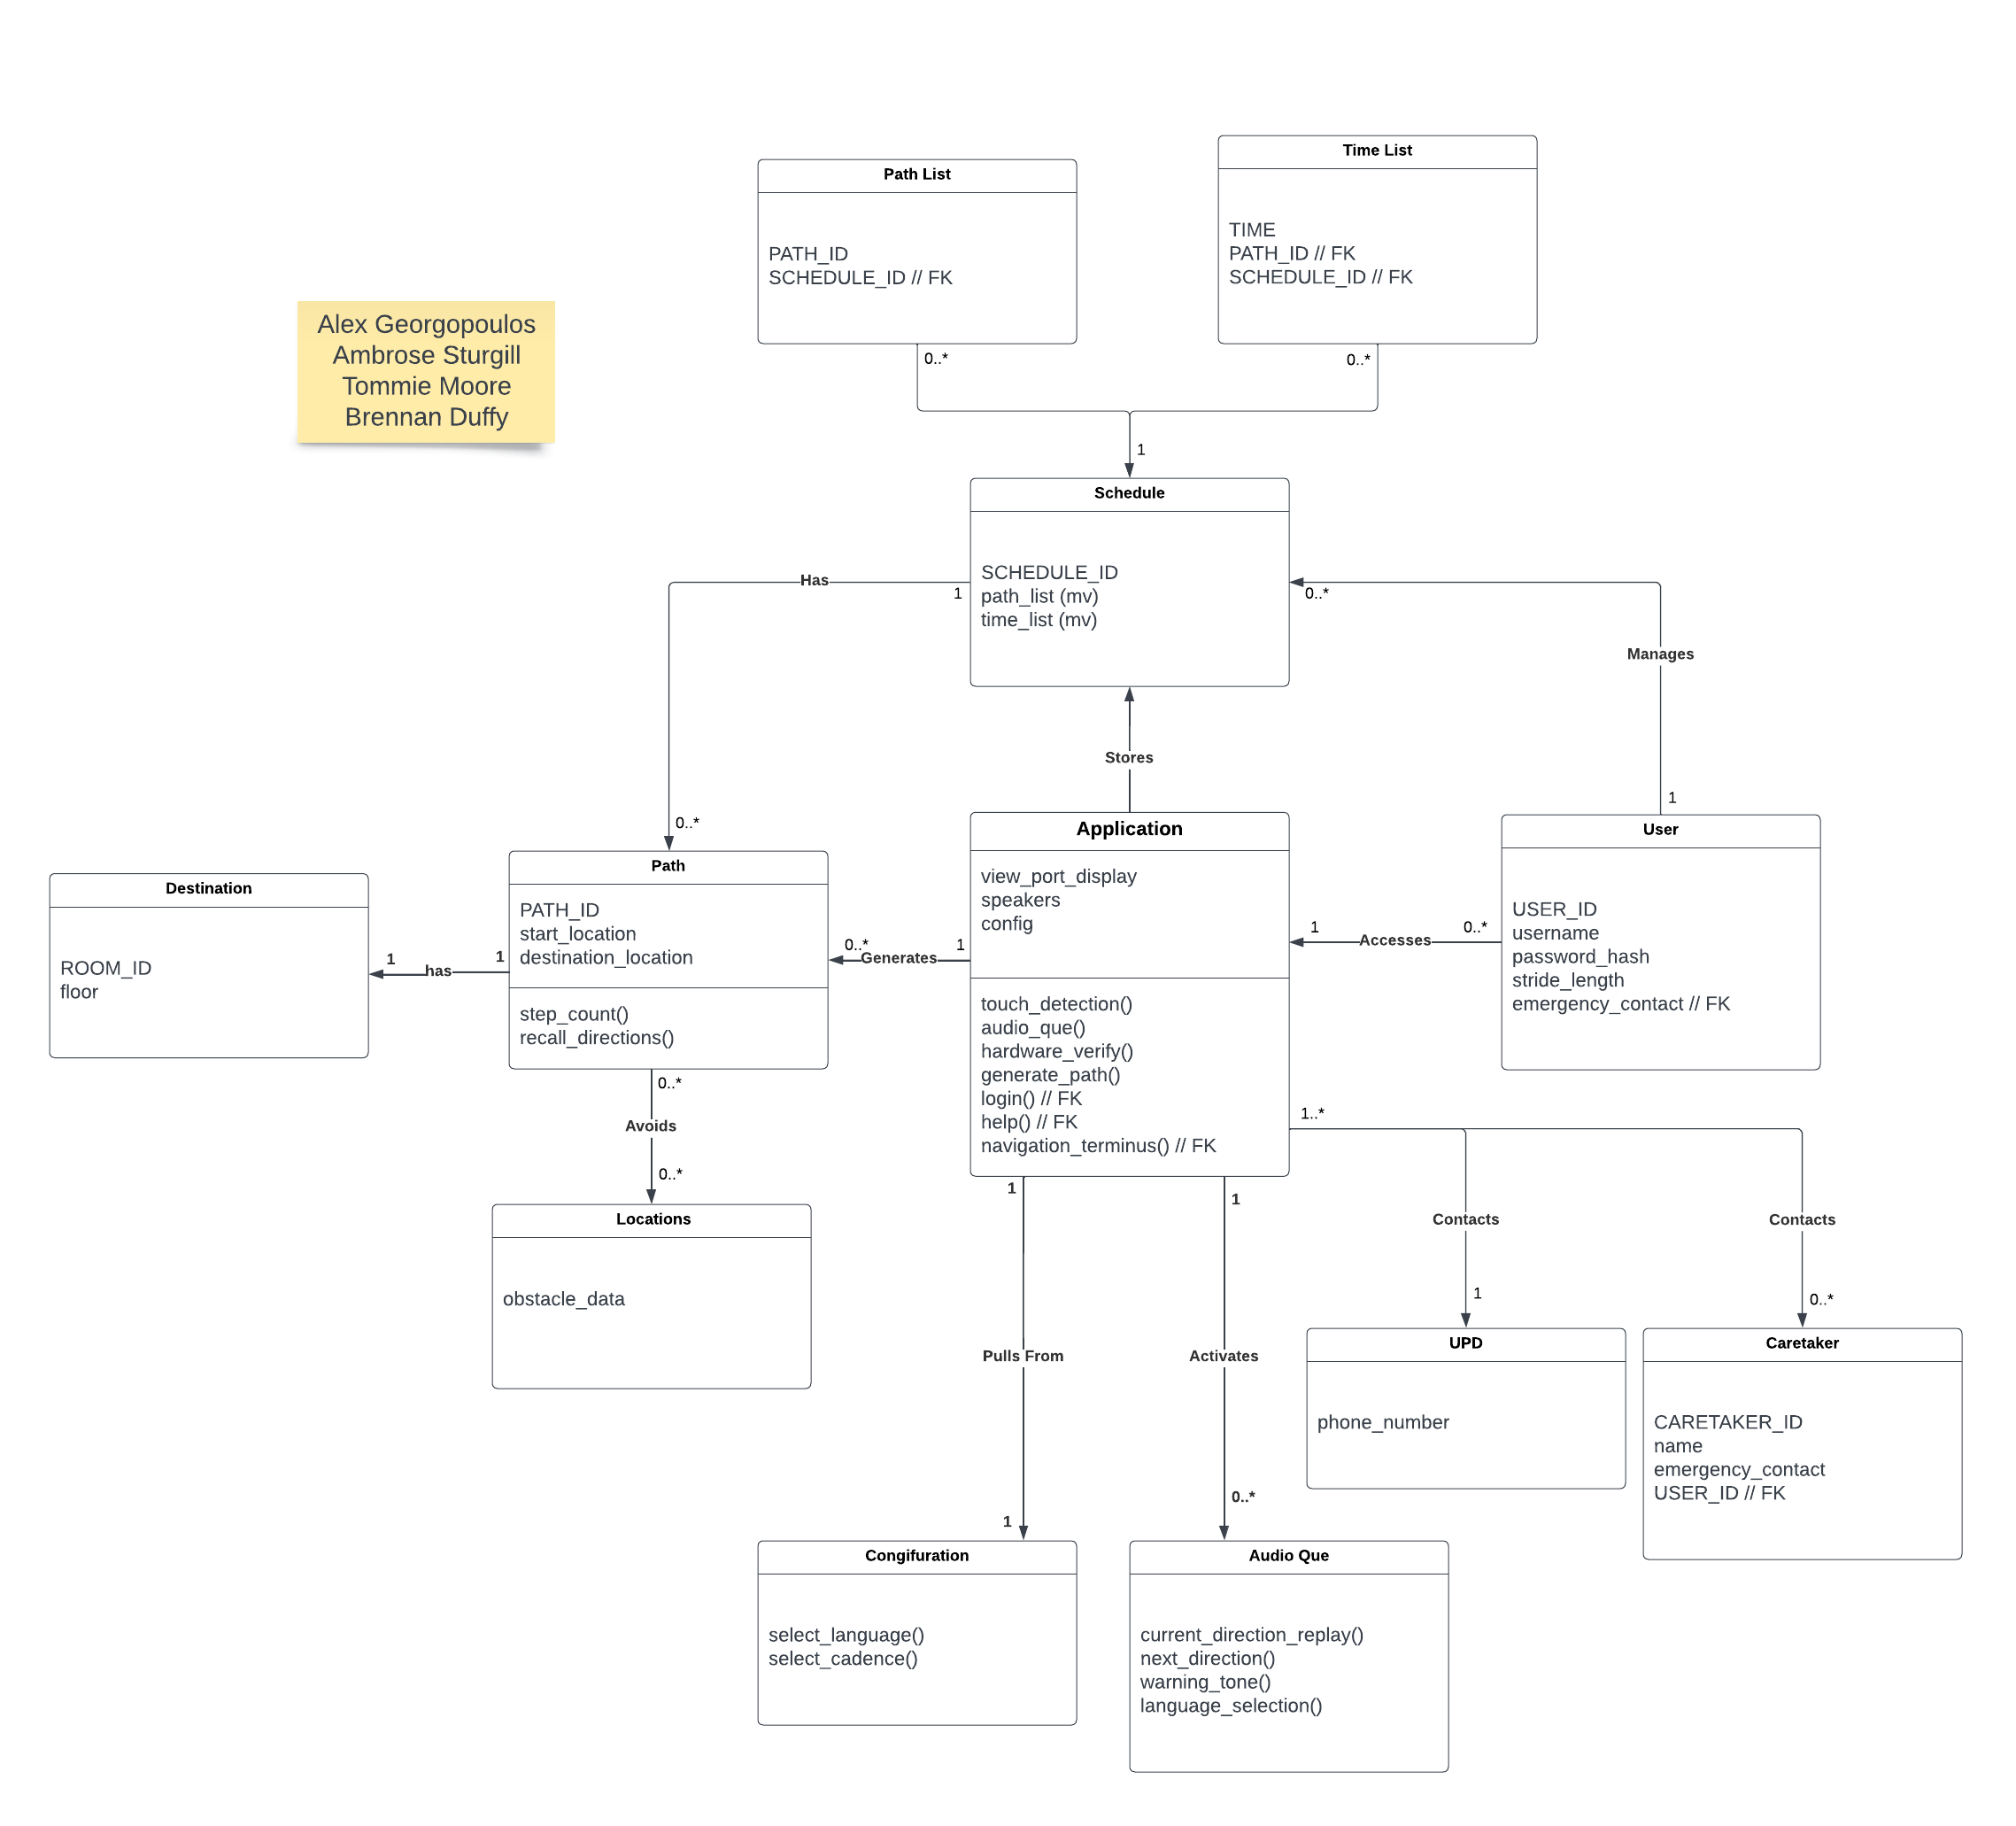 Time List
TIME
PATH_ID // FK
SCHEDULE_ID // FK
0..*
Path List
PATH_ID
SCHEDULE_ID // FK
0..*
Alex Georgopoulos
Ambrose Sturgill
Tommie Moore
Brennan Duffy
1
Schedule
SCHEDULE_ID
path_list (mv)
time_list (mv)
Has
1
0..*
0..*
Manages
1
Stores
Application
view_port_display
speakers
config
touch_detection()
audio_que()
hardware_verify()
generate_path()
login() // FK
help() // FK
navigation_terminus() // FK
User
USER_ID
username
password_hash
stride_length
emergency_contact // FK
1
Accesses
0..*
Path
PATH_ID
start_location
destination_location
step_count()
recall_directions()
0..*
Generates
1
Destination
ROOM_ID
floor
1
has
1
0..*
Avoids
0..*
Locations
obstacle_data
1..*
Contacts
1
Contacts
0..*
UPD
phone_number
Caretaker
CARETAKER_ID
name
emergency_contact
USER_ID // FK
1
Pulls From
1
1
Activates
0..*
Congifuration
select_language()
select_cadence()
Audio Que
current_direction_replay()
next_direction()
warning_tone()
language_selection()